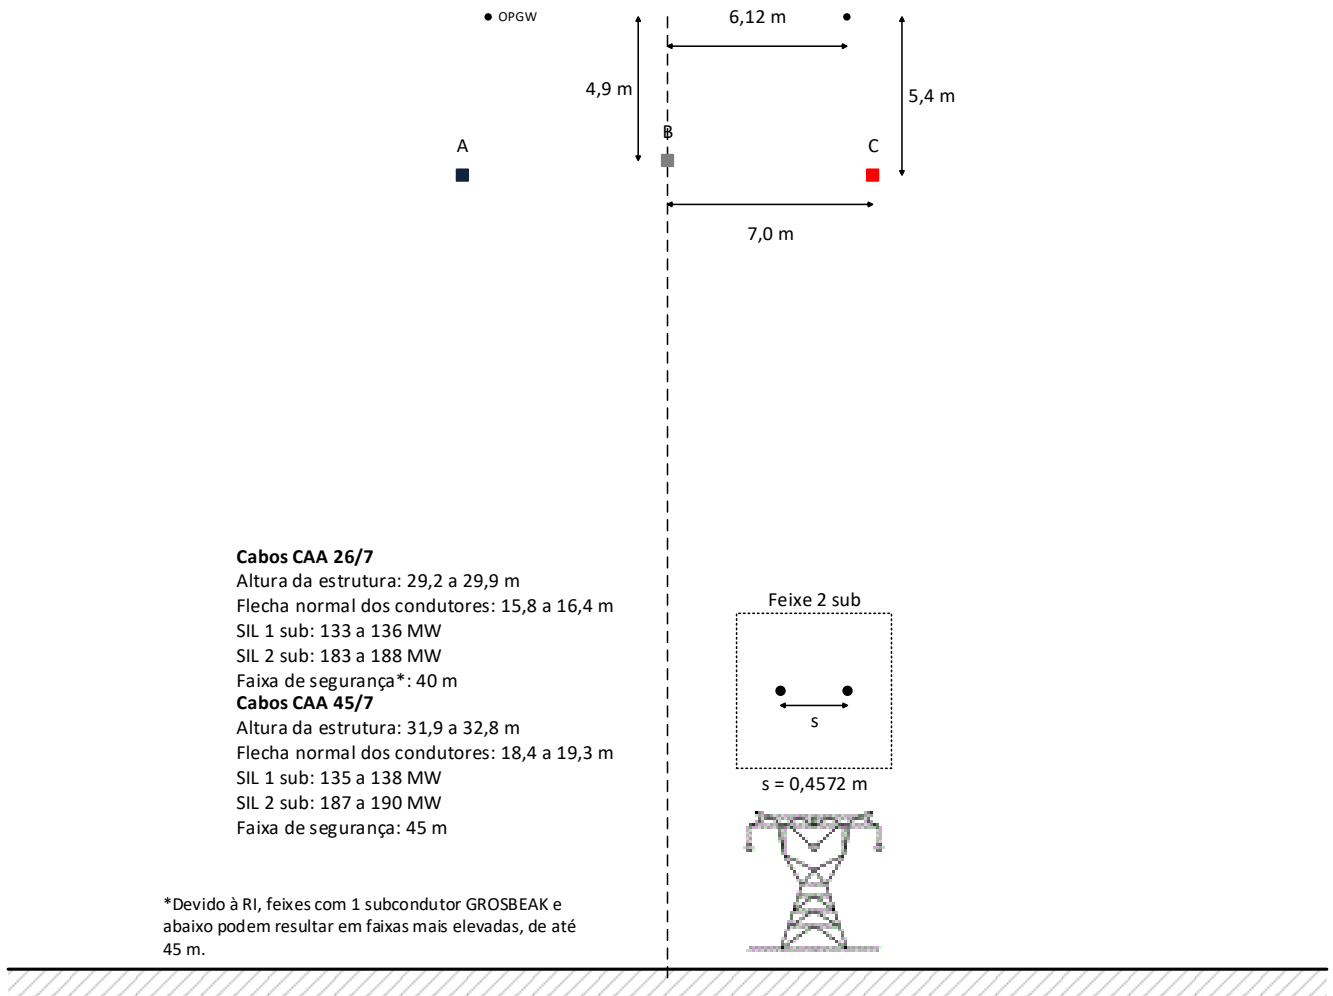 OPGW
6,12 m
4,9 m
5,4 m
B
A
C
7,0 m
Cabos CAA 26/7
Altura da estrutura: 29,2 a 29,9 m
Flecha normal dos condutores: 15,8 a 16,4 m
SIL 1 sub: 133 a 136 MW
SIL 2 sub: 183 a 188 MW
Faixa de segurança*: 40 m
Cabos CAA 45/7
Altura da estrutura: 31,9 a 32,8 m
Flecha normal dos condutores: 18,4 a 19,3 m
SIL 1 sub: 135 a 138 MW
SIL 2 sub: 187 a 190 MW
Faixa de segurança: 45 m
Feixe 2 sub
s
s = 0,4572 m
*Devido à RI, feixes com 1 subcondutor GROSBEAK e
abaixo podem resultar em faixas mais elevadas, de até
45 m.